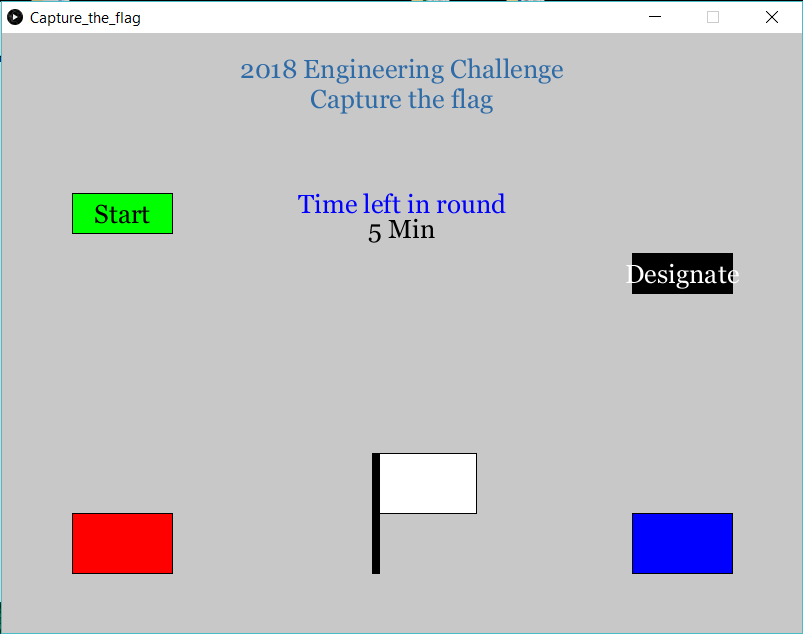 Capture_the_flag
2018 Engineering Challenge
Capture the flag
Start
Time left in round
5 Min
Designate